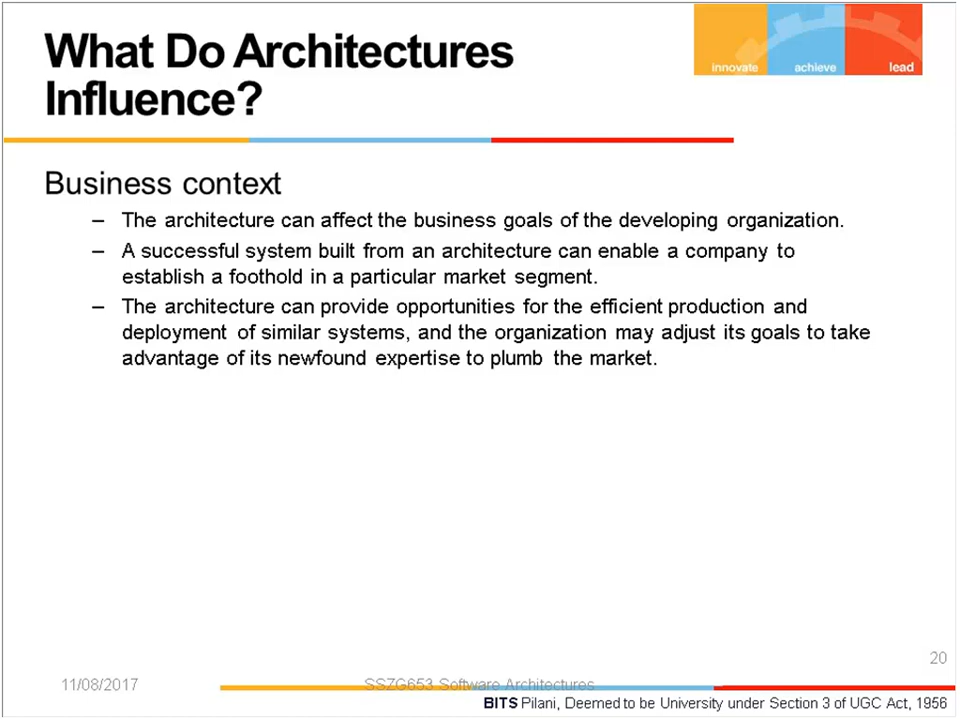 What Do Architectures
Influence?
innovate achieve lead
Business context
– The architecture can affect the business goals of the developing organization.
– A successful system built from an architecture can enable a company to
establish a foothold in a particular market segment.
– The architecture can provide opportunities for the efficient production and
deployment of similar systems, and the organization may adjust its goals to take
advantage of its newfound expertise to plumb the market.
20
11/08/2017 SSZG653 Software Architectures
BITS Pilani, Deemed to be University under Section 3 of UGC Act, 1956